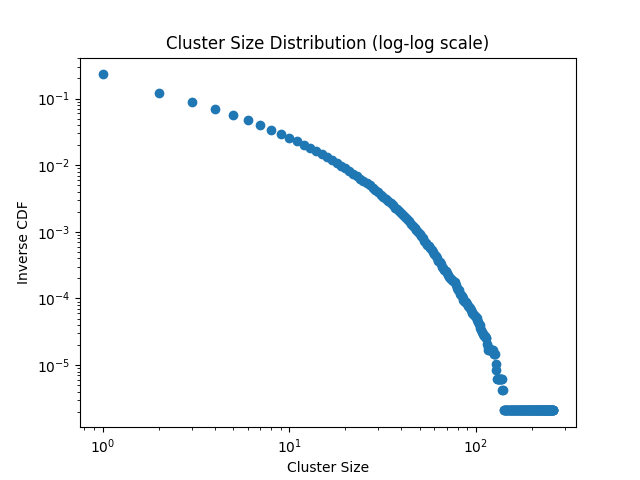 Cluster Size Distribution (log-log scale)
Inverse CDF
10⁻¹
10⁻²
10⁻³
10⁻⁴
10⁻⁵
10⁰
10¹
10²
Cluster Size